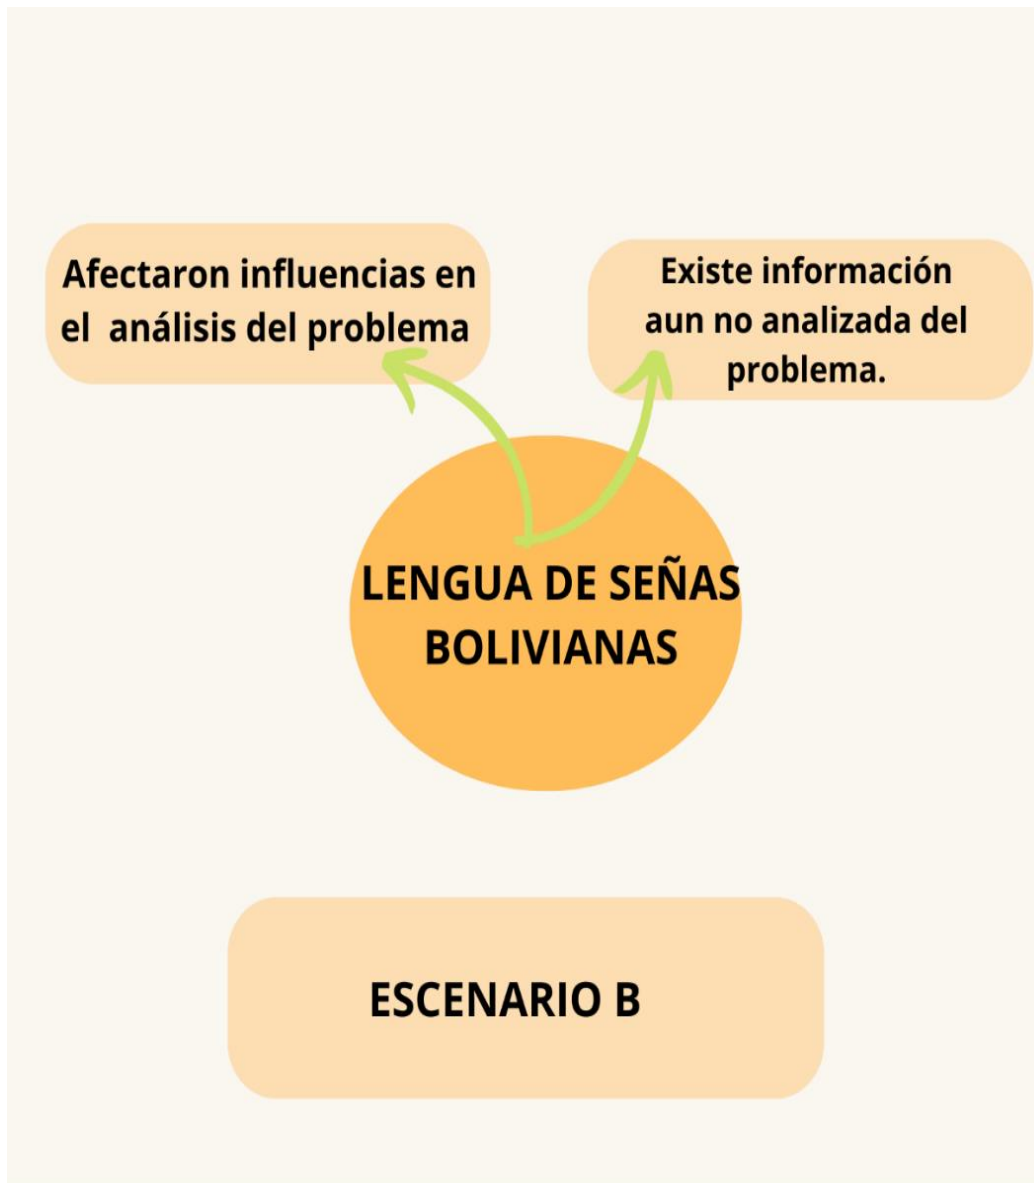 Afectaron influencias en
el análisis del problema
Existe información
aun no analizada del
problema.
LENGUA DE SEÑAS
BOLIVIANAS
ESCENARIO B